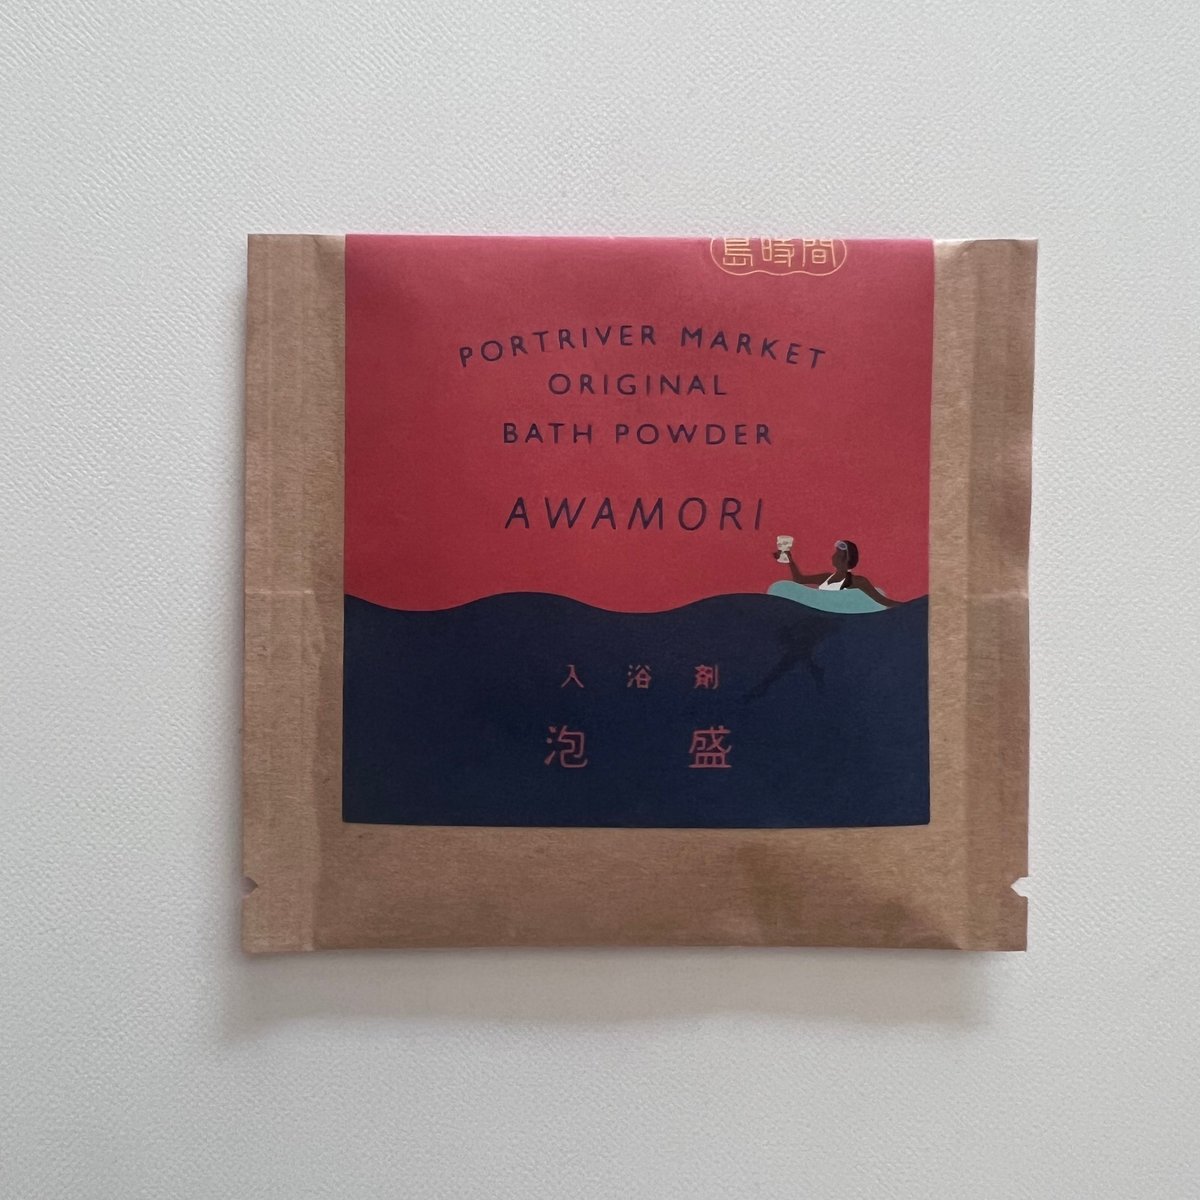 島時間
PORTRIVER MARKET
ORIGINAL
BATH POWDER
AWAMORI
入浴剤
泡盛